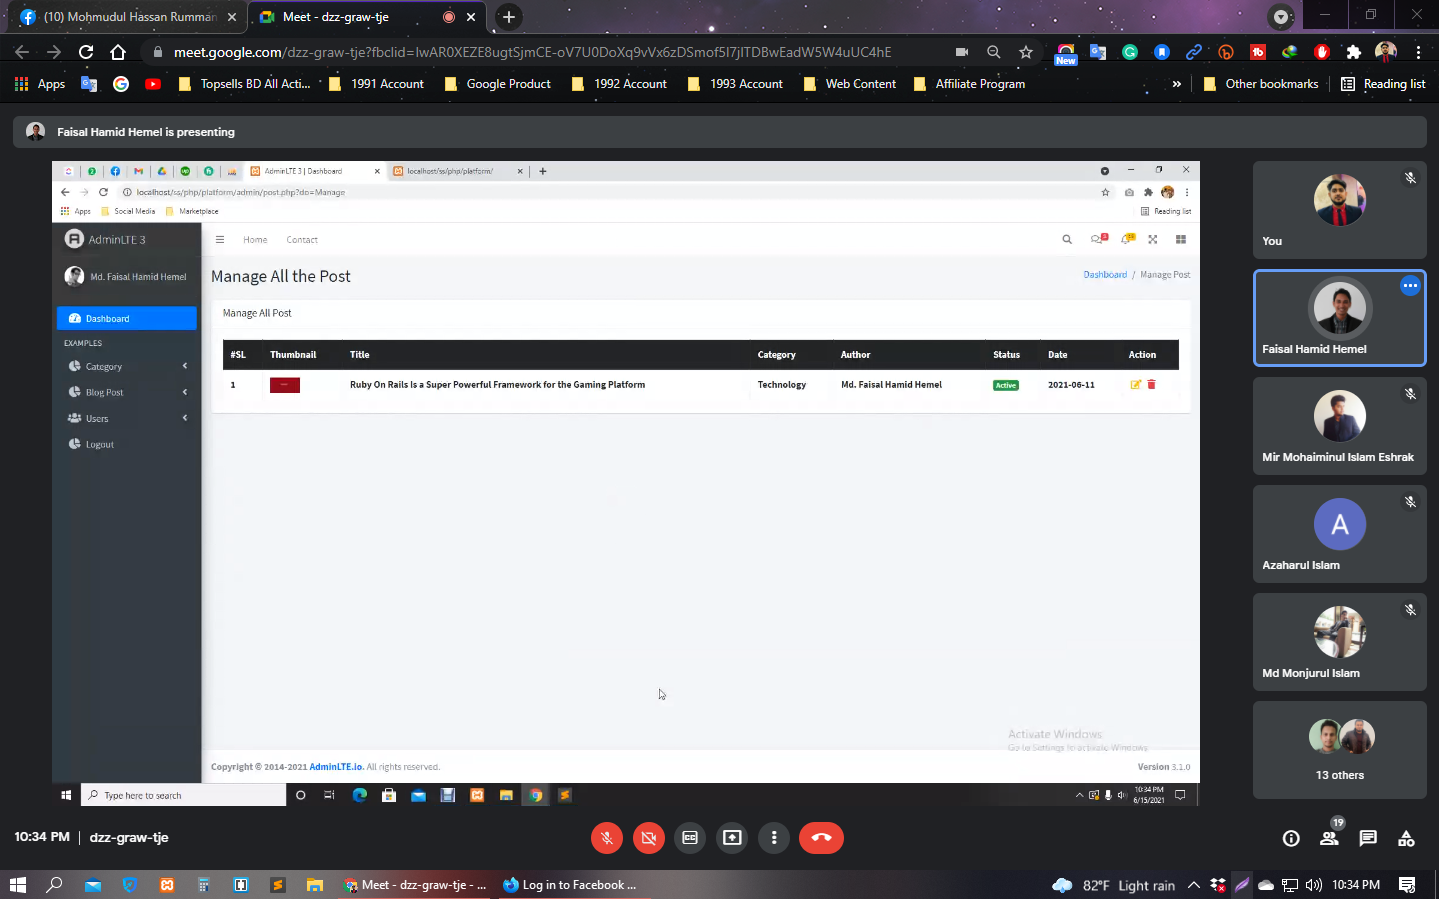 (10) Mohmudul Hassan Rumman
Meet - dzz-graw-tje
meet.google.com/dzz-graw-tje?fbclid=IwAR0XEZE8ugtSjmCE-oV7U0DoXq9vVx6zDSmof5I7jITDBwEadW5W4uUC4hE
New
Apps
Topsells BD All Acti...
1991 Account
Google Product
1992 Account
1993 Account
Web Content
Affiliate Program
»
Other bookmarks
Reading list
Faisal Hamid Hemel is presenting
AdminLTE 3 | Dashboard
localhost/ss/php/platform/
localhost/ss/php/platform/admin/post.php?do=Manage
Apps
Social Media
Marketplace
Reading list
AdminLTE 3
Home
Contact
Md. Faisal Hamid Hemel
Manage All the Post
Dashboard / Manage Post
Dashboard
Manage All Post
EXAMPLES
Category
Blog Post
Users
Logout
#SL Thumbnail Title Category Author Status Date Action
1 Ruby On Rails Is a Super Powerful Framework for the Gaming Platform Technology Md. Faisal Hamid Hemel Active 2021-06-11
Activate Windows
Go to Settings to activate Windows.
Copyright © 2014-2021 AdminLTE.io. All rights reserved.
Version 3.1.0
Type here to search
10:34 PM
6/15/2021
You
Faisal Hamid Hemel
Mir Mohaiminul Islam Eshrak
A
Azaharul Islam
Md Monjurul Islam
13 others
10:34 PM | dzz-graw-tje
CC
19
Meet - dzz-graw-tje - ...
Log in to Facebook ...
82°F Light rain
10:34 PM